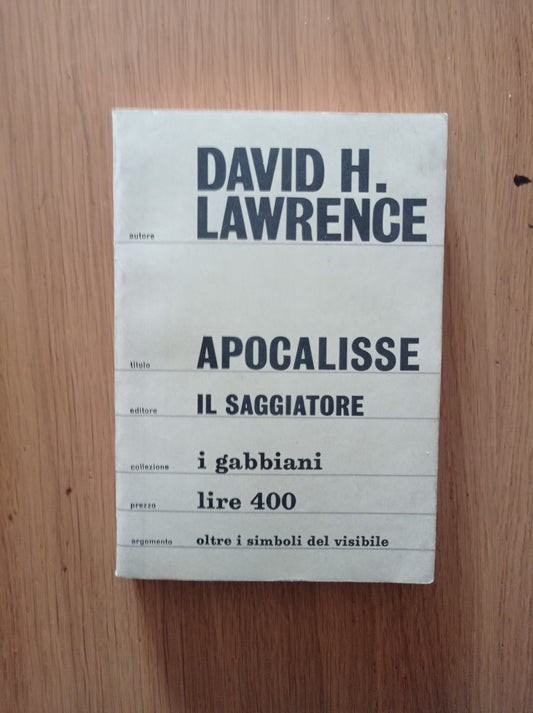 DAVID H.
autore LAWRENCE
titolo APOCALISSE
editore IL SAGGIATORE
collezione i gabbiani
prezzo lire 400
argomento oltre i simboli del visibile